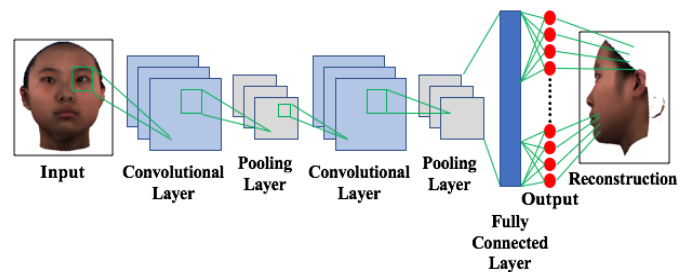 Input
Convolutional
Layer
Pooling
Layer
Convolutional
Layer
Pooling
Layer
Fully
Connected
Layer
Output
Reconstruction